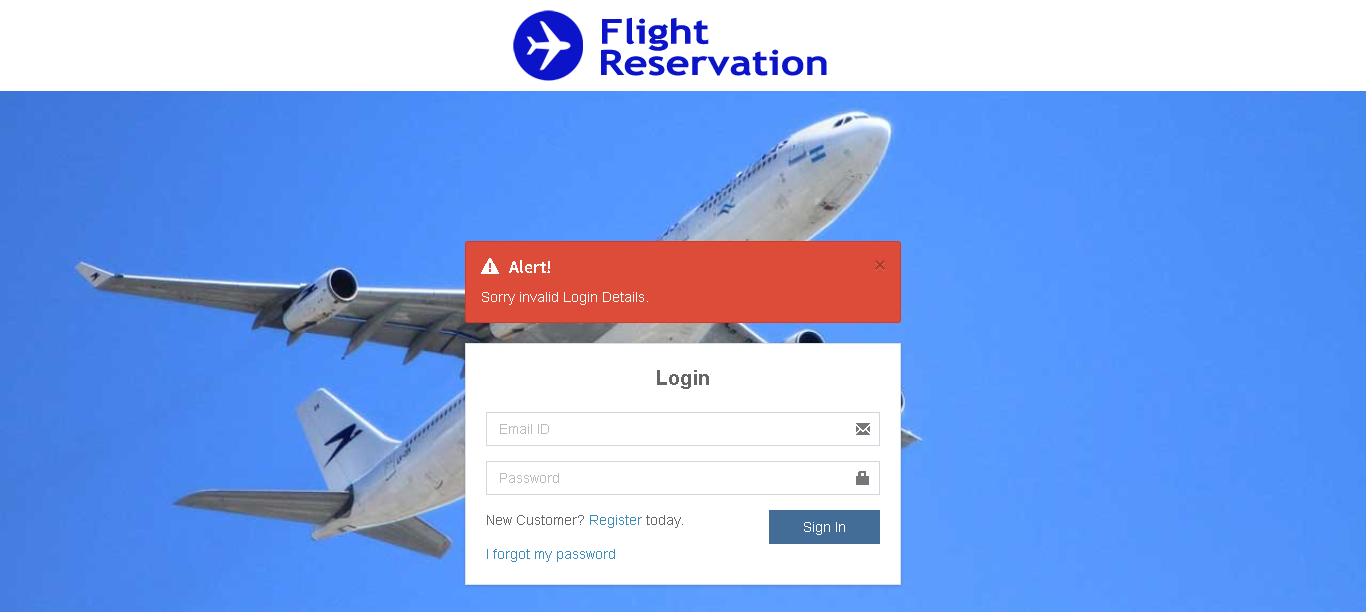 Flight
Reservation
Alert!
×
Sorry invalid Login Details.
Login
Email ID
Password
New Customer? Register today.
Sign In
I forgot my password